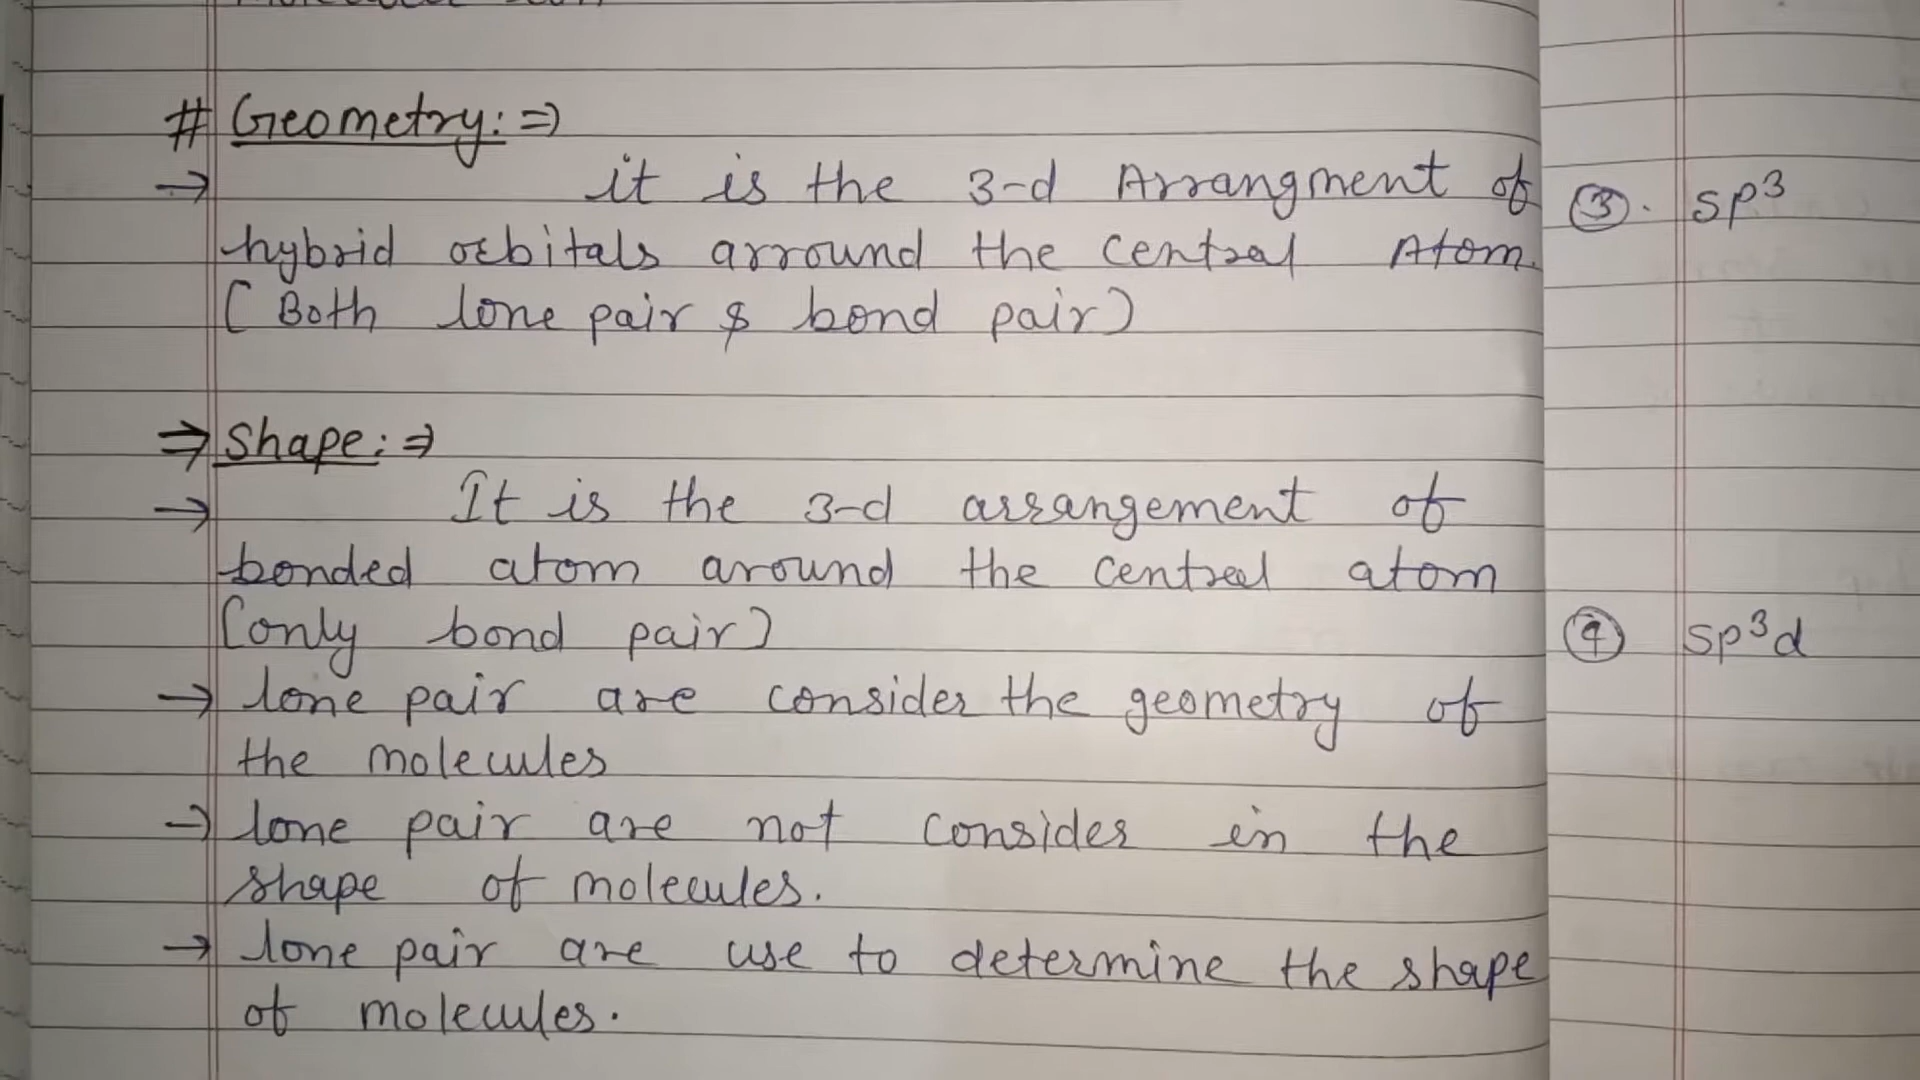 # Geometry: =>
→ it is the 3-d Arrangment of
hybrid orbitals arround the central Atom.
(Both lone pair & bond pair)
⇒ Shape: ⇒
→ It is the 3-d arrangement of
bonded atom around the central atom
(only bond pair)
→ lone pair are consider the geometry of
the molecules
→ lone pair are not consider in the
shape of molecules.
→ lone pair are use to determine the shape
of molecules.
③. sp³
④ sp³d